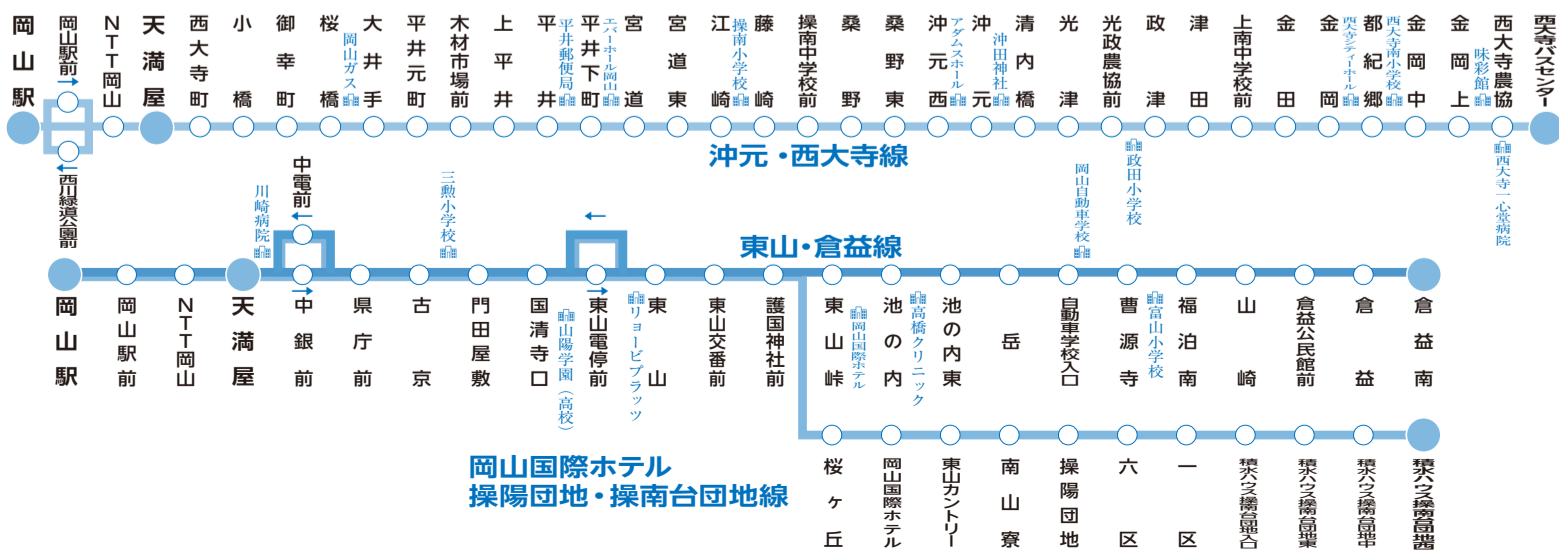 岡山駅
岡山駅前
西川緑道公園前
NTT岡山
天満屋
西大寺町
小橋
御幸町
桜橋
岡山ガス
大井手
平井元町
木材市場前
上平井
平井
平井郵便局
平井下町
エバーホール岡山
宮道
宮道東
江崎
操南小学校
藤崎
操南中学校前
桑野
桑野東
沖元西
アダムスホール
沖元
沖田神社
清内橋
光津
光政農協前
政津
政田小学校
津田
上南中学校前
金田
金岡
西大寺シティーホール
都紀郷
西大寺南小学校
金岡中
金岡上
味彩館
西大寺農協
西大寺一心堂病院
西大寺バスセンター
沖元・西大寺線
東山・倉益線
岡山駅
岡山駅前
NTT岡山
天満屋
川崎病院
中電前
中銀前
県庁前
古京
三勲小学校
門田屋敷
国清寺口
山陽学園(高校)
東山電停前
リョービプラッツ
東山
東山交番前
護国神社前
東山峠
岡山国際ホテル
池の内
高橋クリニック
池の内東
岳
岡山自動車学校
自動車学校入口
曹源寺
富山小学校
福泊南
山崎
倉益公民館前
倉益
倉益南
岡山国際ホテル
操陽団地・操南台団地線
桜ヶ丘
岡山国際ホテル
東山カントリー
南山寮
操陽団地
六区
一区
積水ハウス操南台団地入口
積水ハウス操南台団地東
積水ハウス操南台団地中
積水ハウス操南台団地西